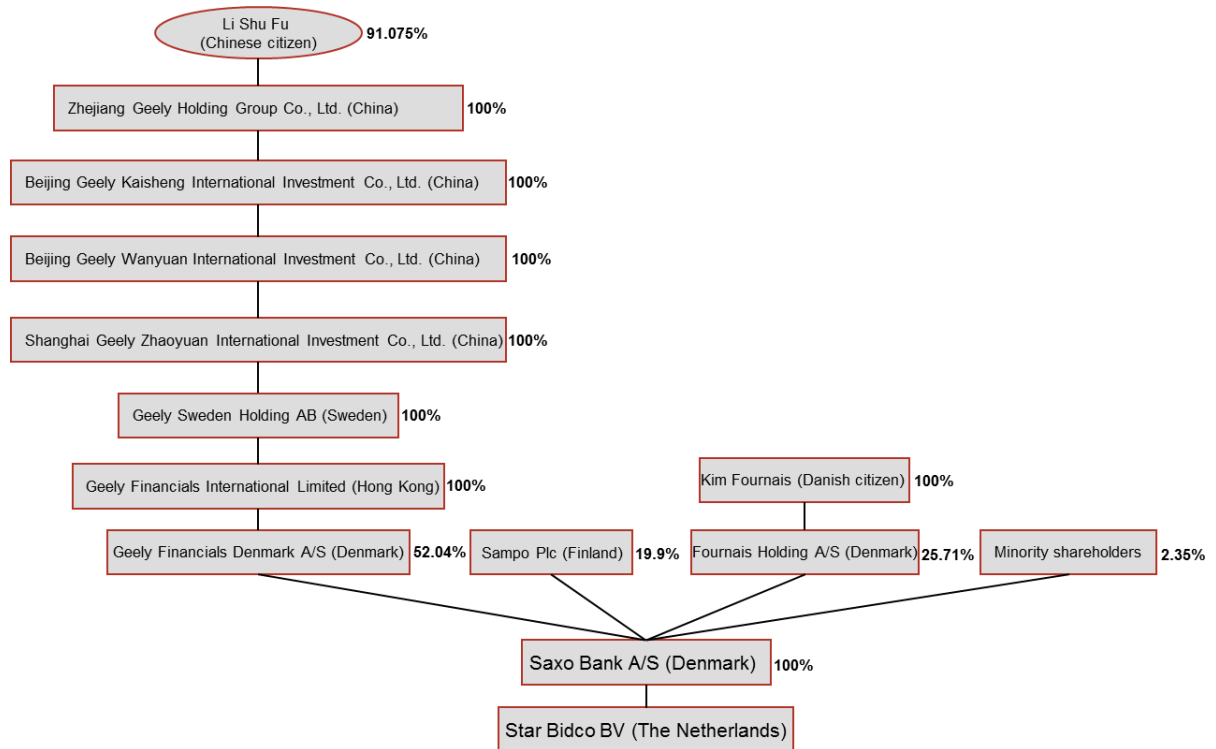 Li Shu Fu
(Chinese citizen)
91.075%
Zhejiang Geely Holding Group Co., Ltd. (China)
100%
Beijing Geely Kaisheng International Investment Co., Ltd. (China)
100%
Beijing Geely Wanyuan International Investment Co., Ltd. (China)
100%
Shanghai Geely Zhaoyuan International Investment Co., Ltd. (China)
100%
Geely Sweden Holding AB (Sweden)
100%
Geely Financials International Limited (Hong Kong)
100%
Kim Fournais (Danish citizen)
100%
Geely Financials Denmark A/S (Denmark)
52.04%
Sampo Plc (Finland)
19.9%
Fournais Holding A/S (Denmark)
25.71%
Minority shareholders
2.35%
Saxo Bank A/S (Denmark)
100%
Star Bidco BV (The Netherlands)